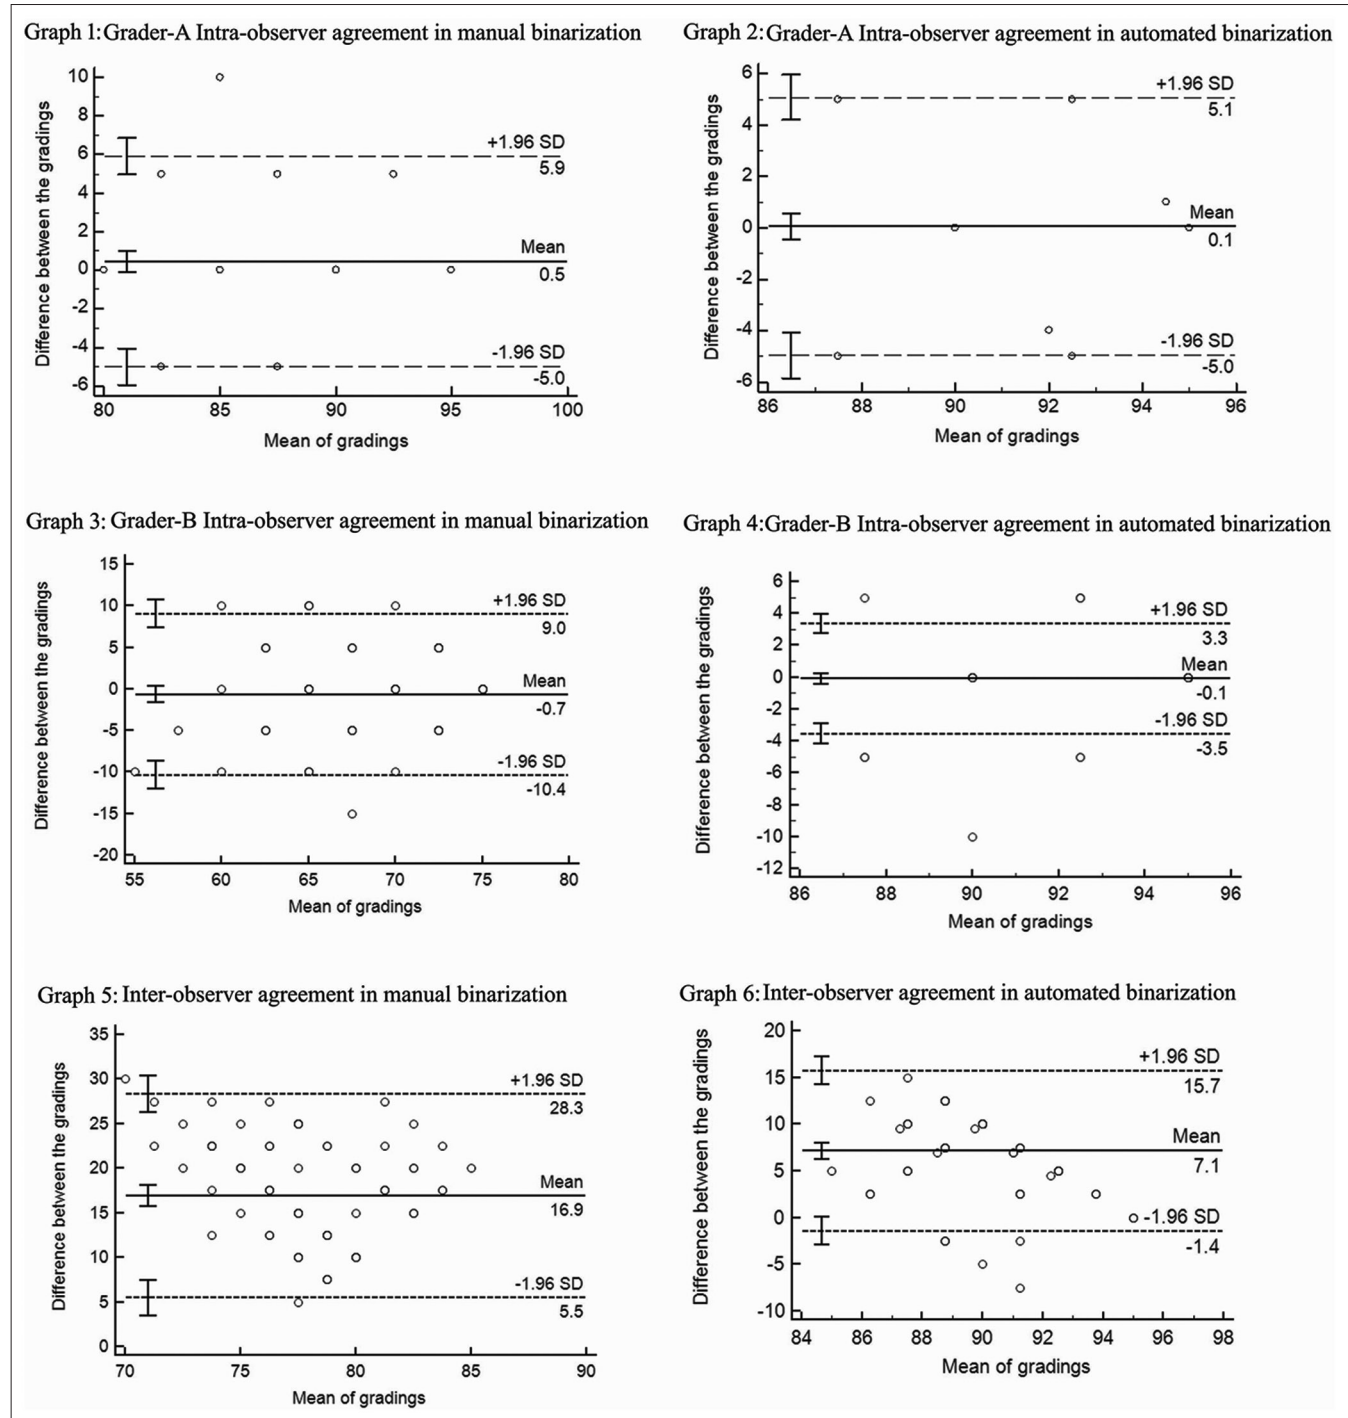 Graph 1: Grader-A Intra-observer agreement in manual binarization
Difference between the gradings
10
8
6
4
2
0
-2
-4
-6
+1.96 SD
5.9
Mean
0.5
-1.96 SD
-5.0
80 85 90 95 100
Mean of gradings
Graph 2: Grader-A Intra-observer agreement in automated binarization
Difference between the gradings
6
4
2
0
-2
-4
-6
+1.96 SD
5.1
Mean
0.1
-1.96 SD
-5.0
86 88 90 92 94 96
Mean of gradings
Graph 3: Grader-B Intra-observer agreement in manual binarization
Difference between the gradings
15
10
5
0
-5
-10
-15
-20
+1.96 SD
9.0
Mean
-0.7
-1.96 SD
-10.4
55 60 65 70 75 80
Mean of gradings
Graph 4:Grader-B Intra-observer agreement in automated binarization
Difference between the gradings
6
4
2
0
-2
-4
-6
-8
-10
-12
+1.96 SD
3.3
Mean
-0.1
-1.96 SD
-3.5
86 88 90 92 94 96
Mean of gradings
Graph 5: Inter-observer agreement in manual binarization
Difference between the gradings
35
30
25
20
15
10
5
0
+1.96 SD
28.3
Mean
16.9
-1.96 SD
5.5
70 75 80 85 90
Mean of gradings
Graph 6: Inter-observer agreement in automated binarization
Difference between the gradings
20
15
10
5
0
-5
-10
+1.96 SD
15.7
Mean
7.1
-1.96 SD
-1.4
84 86 88 90 92 94 96 98
Mean of gradings